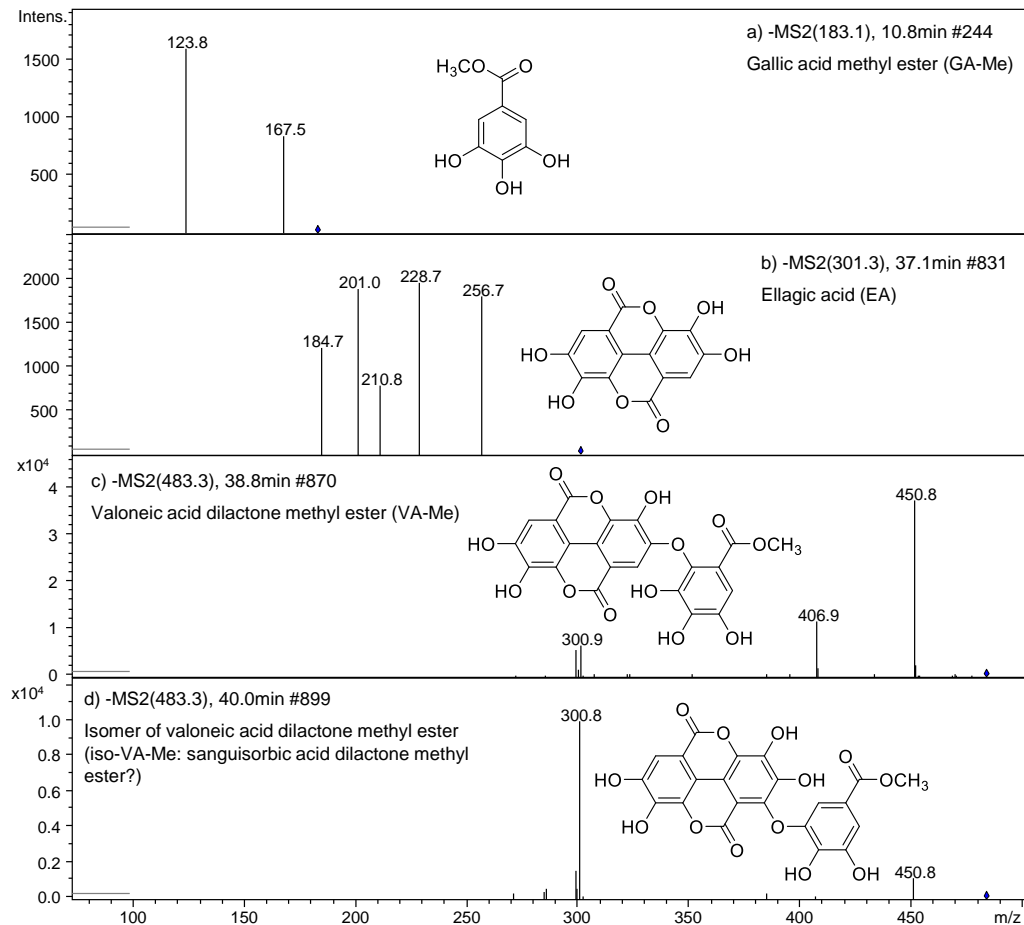 Intens.
a) -MS2(183.1), 10.8min #244
Gallic acid methyl ester (GA-Me)
1500
1000
500
123.8
167.5
H3CO
O
HO
OH
OH
b) -MS2(301.3), 37.1min #831
Ellagic acid (EA)
2000
1500
1000
500
184.7
201.0
210.8
228.7
256.7
O
O
OH
HO
OH
HO
O
O
x10^4
c) -MS2(483.3), 38.8min #870
Valoneic acid dilactone methyl ester (VA-Me)
4
3
2
1
0
300.9
406.9
450.8
O
O
OH
O
HO
O
OCH3
HO
O
HO
O
HO
OH
x10^4
d) -MS2(483.3), 40.0min #899
Isomer of valoneic acid dilactone methyl ester
(iso-VA-Me: sanguisorbic acid dilactone methyl
ester?)
1.0
0.8
0.6
0.4
0.2
0.0
300.8
450.8
O
O
OH
O
HO
OH
OCH3
HO
O
O
O
HO
OH
100 150 200 250 300 350 400 450 m/z